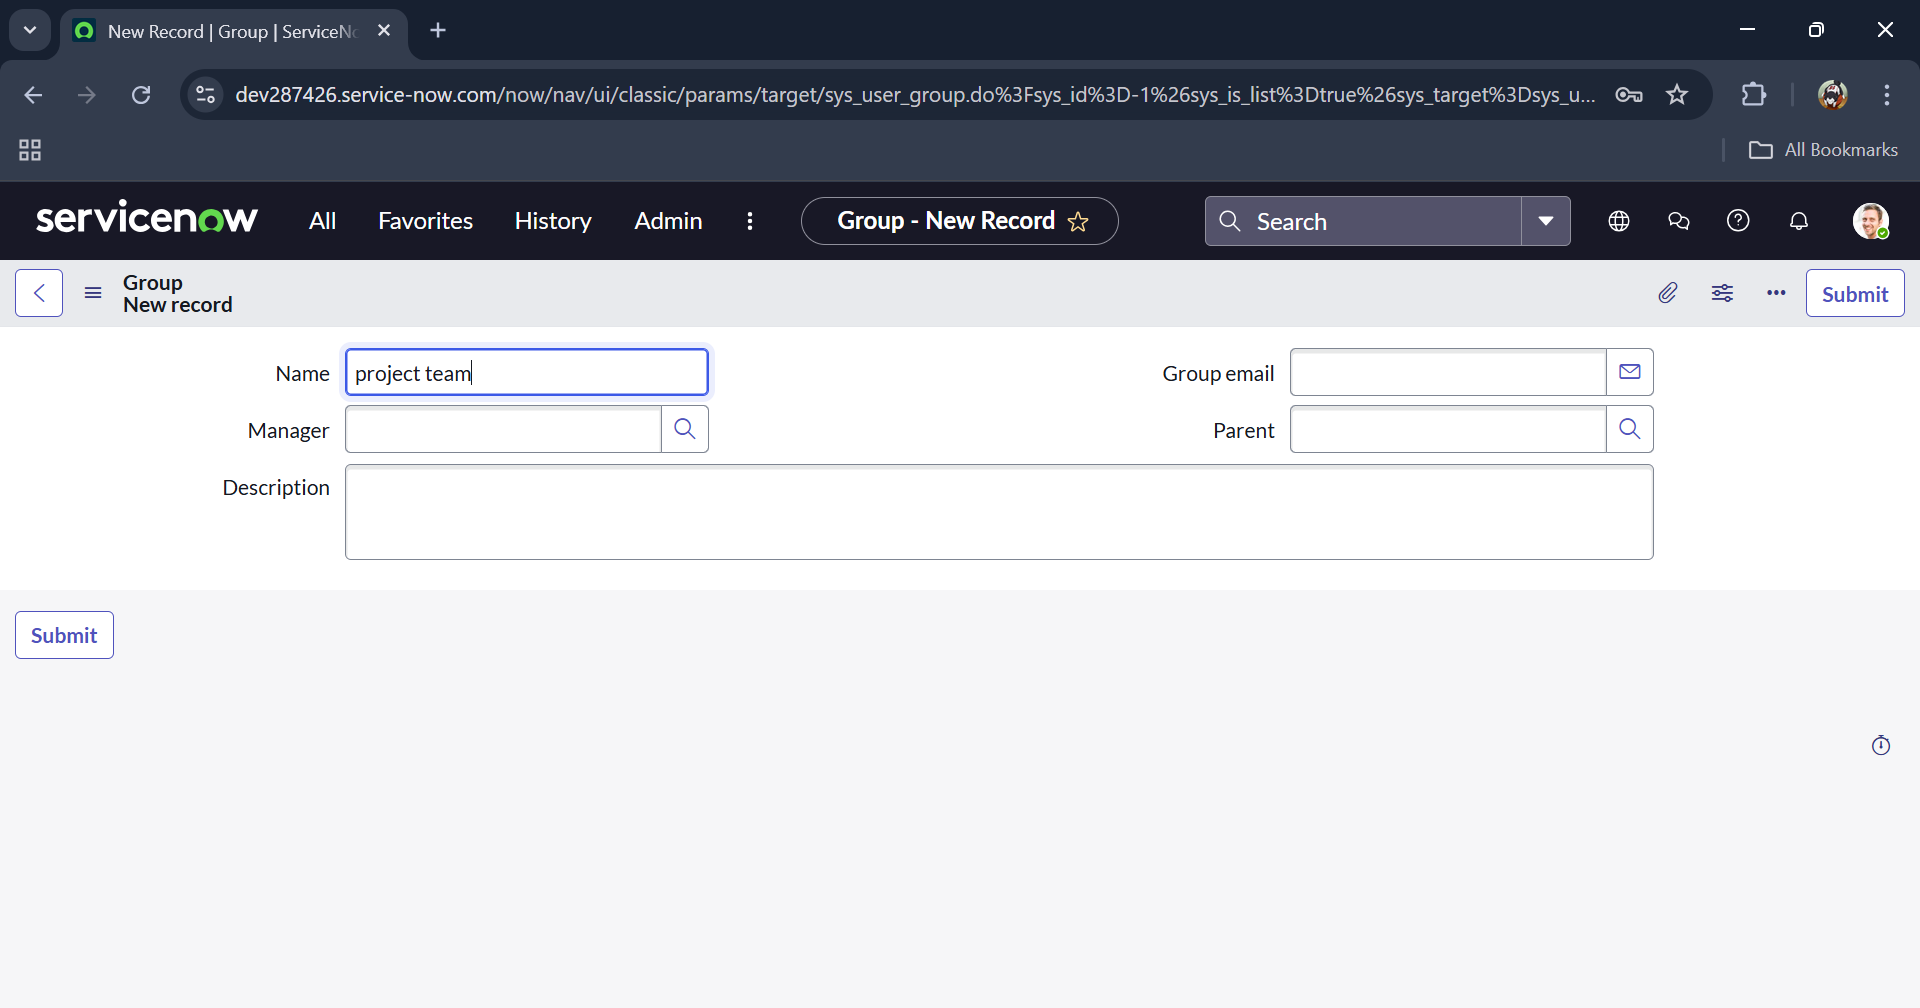 New Record | Group | ServiceN
dev287426.service-now.com/now/nav/ui/classic/params/target/sys_user_group.do%3Fsys_id%3D-1%26sys_is_list%3Dtrue%26sys_target%3Dsys_u...
All Bookmarks
servicenow All Favorites History Admin Group - New Record Search
Group
New record
Submit
Name project team Group email
Manager Parent
Description
Submit